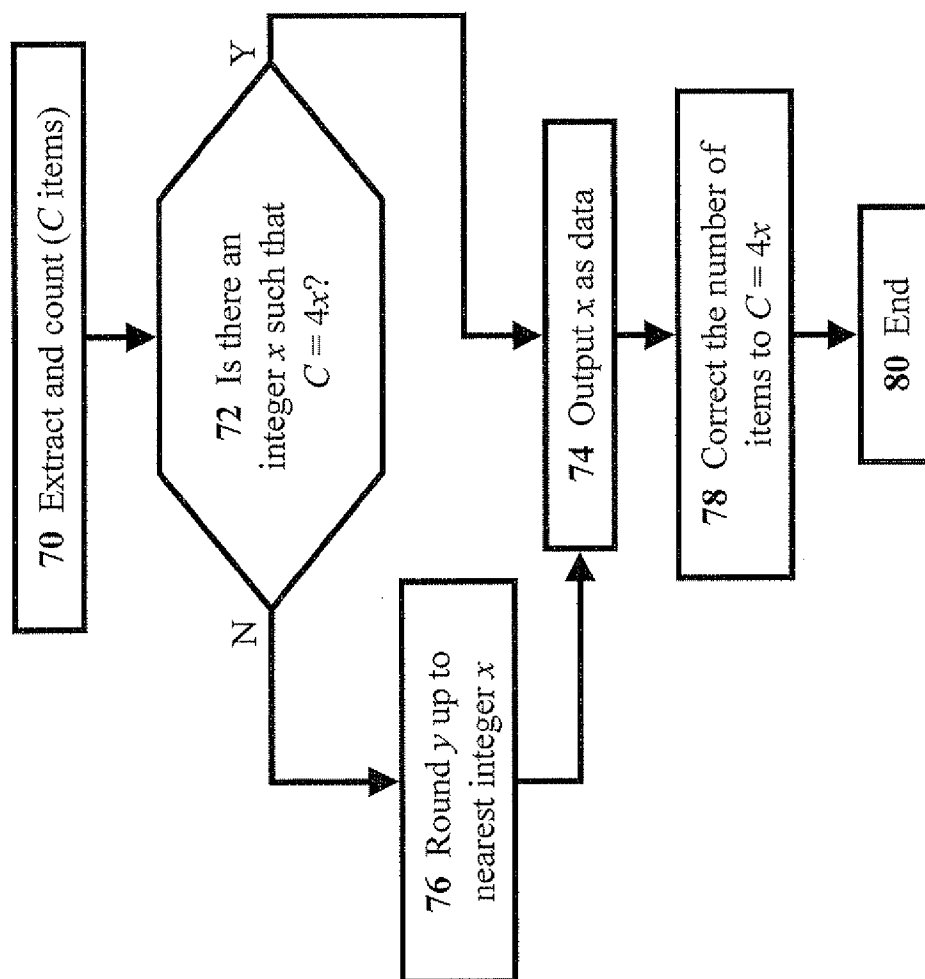 70 Extract and count (C items)
72 Is there an
integer x such that
C = 4x?
Y
N
76 Round y up to
nearest integer x
74 Output x as data
78 Correct the number of
items to C = 4x
80 End